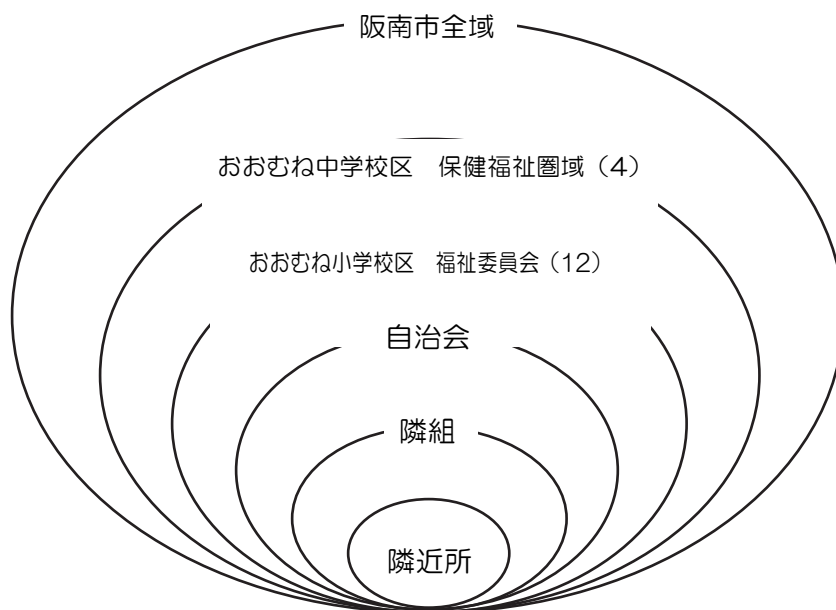 阪南市全域
おおむね中学校区　保健福祉圏域（4）
おおむね小学校区　福祉委員会（12）
自治会
隣組
隣近所